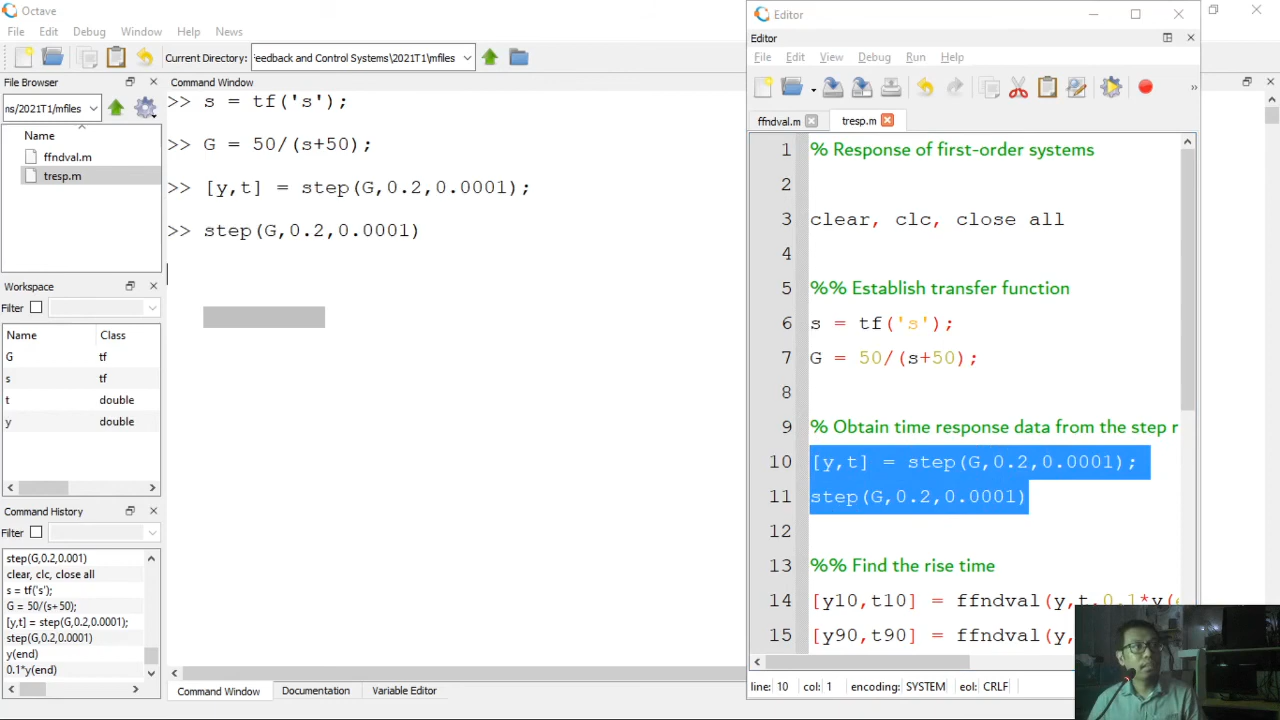 Octave
File Edit Debug Window Help News
Current Directory: Feedback and Control Systems\2021T1\mfiles
File Browser
ns/2021T1/mfiles
Name
ffndval.m
tresp.m
Workspace
Filter
Name Class
G tf
s tf
t double
y double
Command History
Filter
step(G,0.2,0.001)
clear, clc, close all
s = tf('s');
G = 50/(s+50);
[y,t] = step(G,0.2,0.0001);
step(G,0.2,0.0001)
y(end)
0.1*y(end)
Command Window
>> s = tf('s');
>> G = 50/(s+50);
>> [y,t] = step(G,0.2,0.0001);
>> step(G,0.2,0.0001)
Command Window Documentation Variable Editor
Editor
Editor
File Edit View Debug Run Help
ffndval.m tresp.m
1 % Response of first-order systems
2
3 clear, clc, close all
4
5 %% Establish transfer function
6 s = tf('s');
7 G = 50/(s+50);
8
9 % Obtain time response data from the step r
10 [y,t] = step(G,0.2,0.0001);
11 step(G,0.2,0.0001)
12
13 %% Find the rise time
14 [y10,t10] = ffndval(y,t,0.1*y(e
15 [y90,t90] = ffndval(y,
line: 10 col: 1 encoding: SYSTEM eol: CRLF